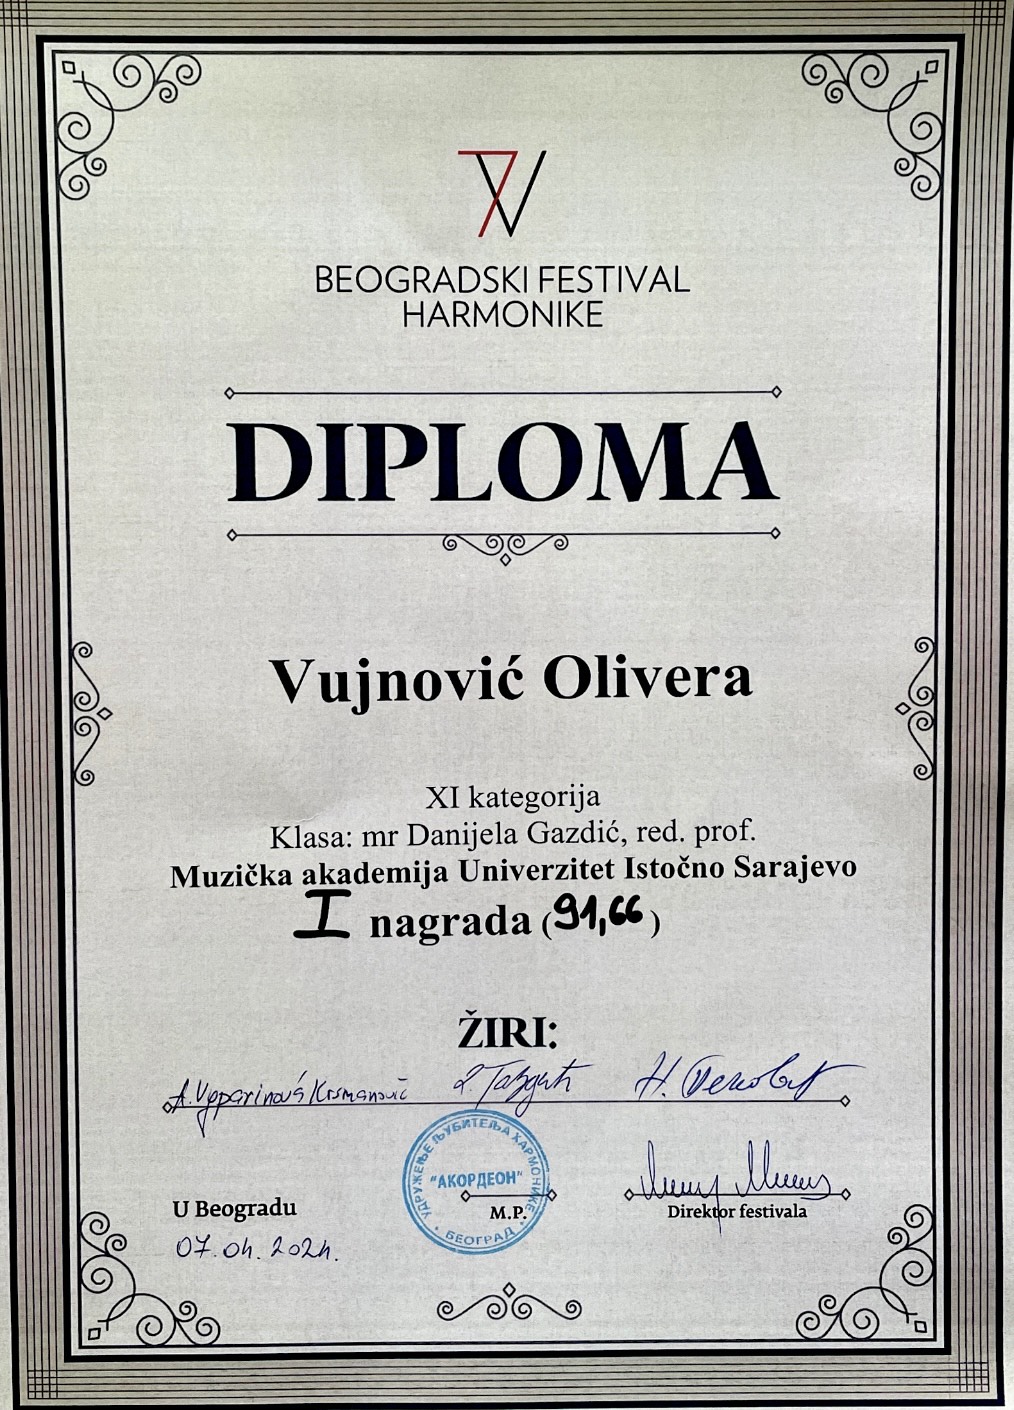 BEOGRADSKI FESTIVAL
HARMONIKE
DIPLOMA
Vujnović Olivera
XI kategorija
Klasa: mr Danijela Gazdić, red. prof.
Muzička akademija Univerzitet Istočno Sarajevo
I nagrada (91,66)
ŽIRI:
A. Krsmanović
УДРУЖЕЊЕ ЉУБИТЕЉА ХАРМОНИКЕ
"АКОРДЕОН"
БЕОГРАД
M.P.
Direktor festivala
U Beogradu
07.04.2024.